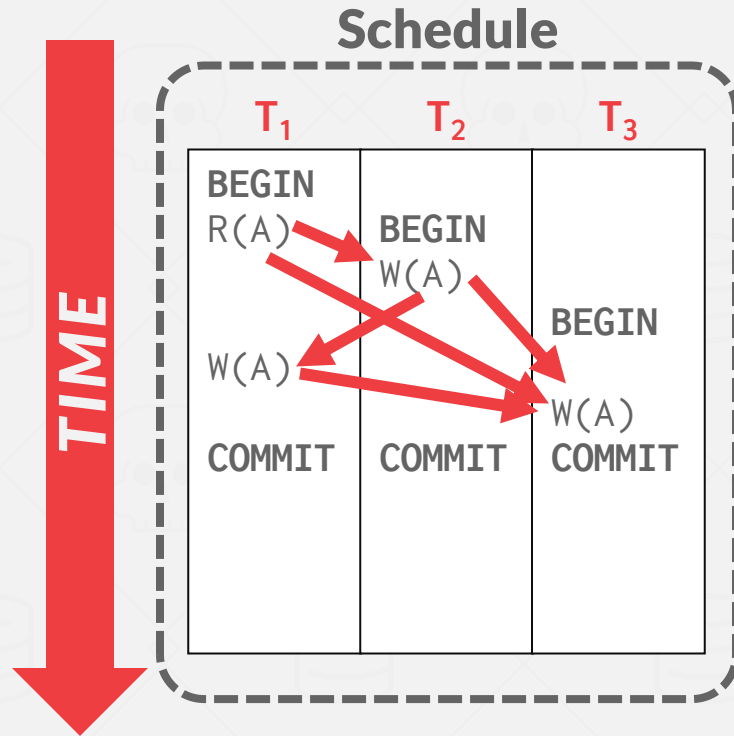 Schedule
TIME
T₁ T₂ T₃
BEGIN
R(A) BEGIN
W(A)
BEGIN
W(A)
W(A)
COMMIT COMMIT COMMIT